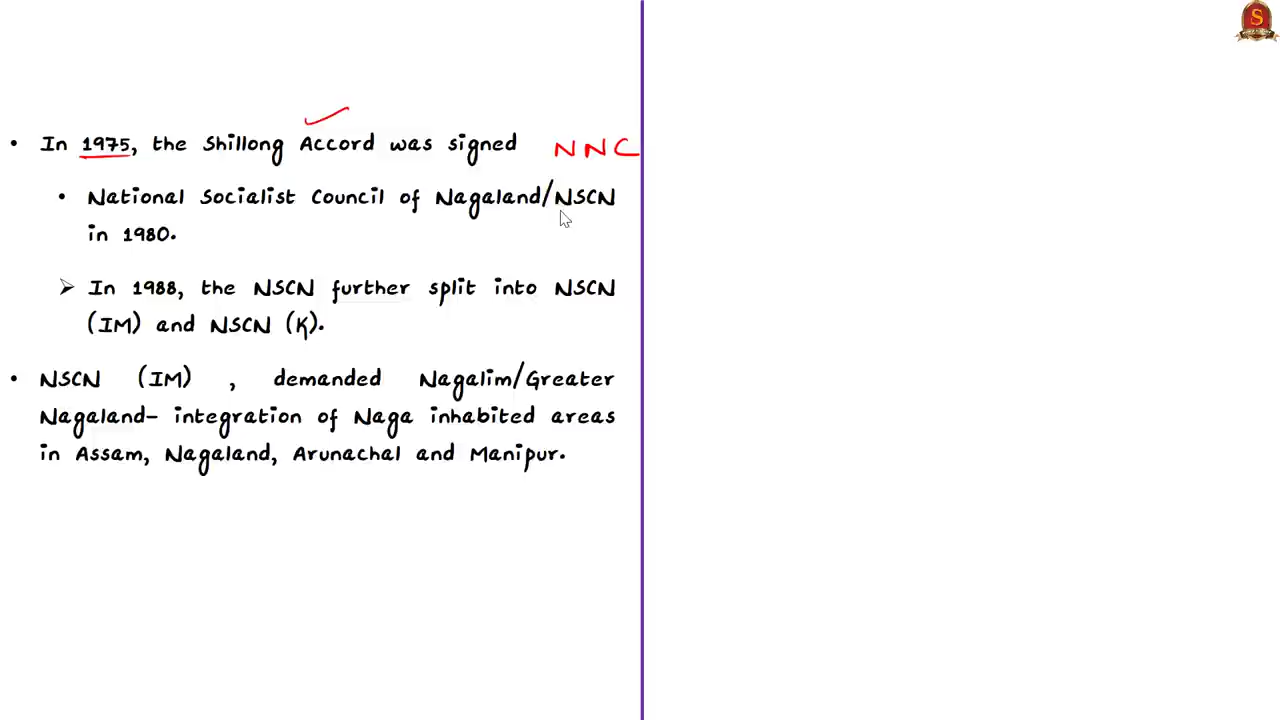 • In 1975, the Shillong Accord was signed NNC
• National Socialist Council of Nagaland/NSCN
in 1980.
➢ In 1988, the NSCN further split into NSCN
(IM) and NSCN (K).
• NSCN (IM) , demanded Nagalim/Greater
Nagaland- integration of Naga inhabited areas
in Assam, Nagaland, Arunachal and Manipur.
S